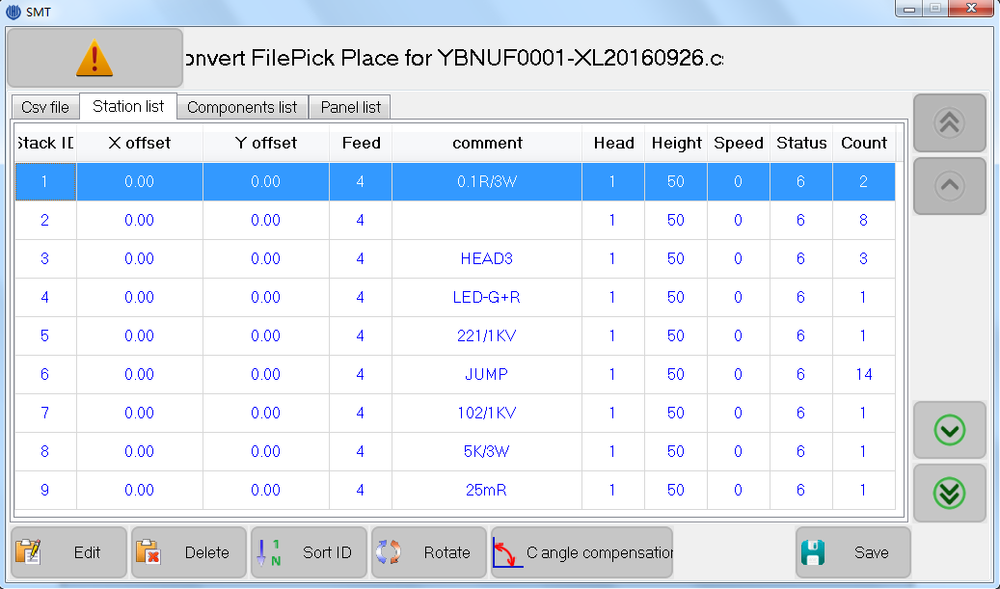 SMT
onvert FilePick Place for YBNUF0001-XL20160926.cs
Csv file Station list Components list Panel list
Stack ID X offset Y offset Feed comment Head Height Speed Status Count
1 0.00 0.00 4 0.1R/3W 1 50 0 6 2
2 0.00 0.00 4 1 50 0 6 8
3 0.00 0.00 4 HEAD3 1 50 0 6 3
4 0.00 0.00 4 LED-G+R 1 50 0 6 1
5 0.00 0.00 4 221/1KV 1 50 0 6 1
6 0.00 0.00 4 JUMP 1 50 0 6 14
7 0.00 0.00 4 102/1KV 1 50 0 6 1
8 0.00 0.00 4 5K/3W 1 50 0 6 1
9 0.00 0.00 4 25mR 1 50 0 6 1
Edit Delete 1 N Sort ID Rotate C angle compensation Save